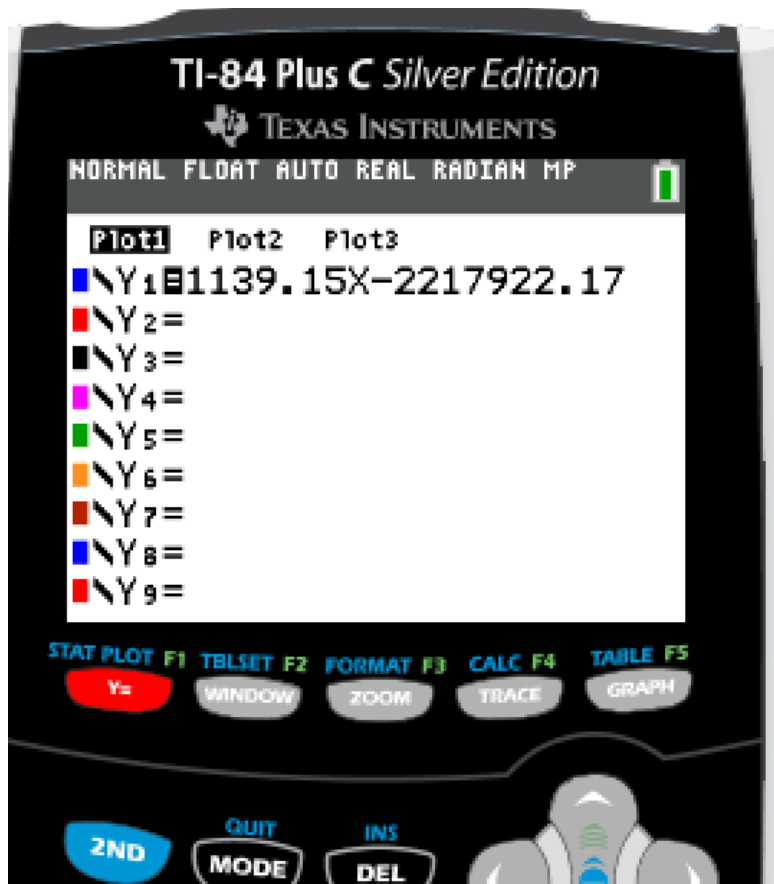 TI-84 Plus C Silver Edition
TEXAS INSTRUMENTS
NORMAL FLOAT AUTO REAL RADIAN MP
Plot1 Plot2 Plot3
\Y1=1139.15X-2217922.17
\Y2=
\Y3=
\Y4=
\Y5=
\Y6=
\Y7=
\Y8=
\Y9=
STAT PLOT F1 TBLSET F2 FORMAT F3 CALC F4 TABLE F5
Y= WINDOW ZOOM TRACE GRAPH
QUIT INS
2ND MODE DEL